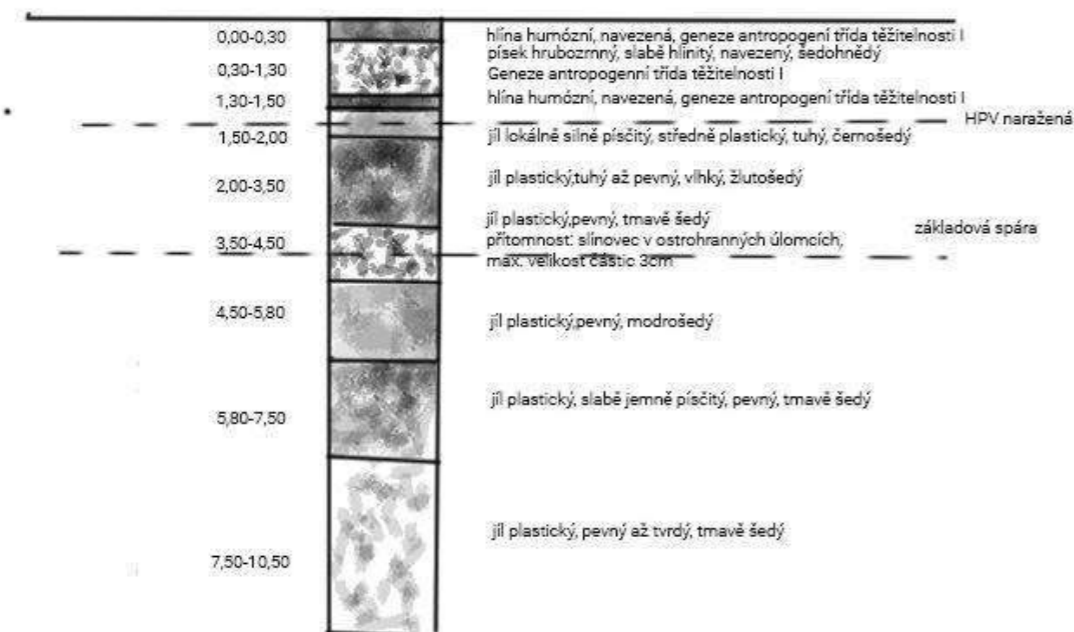 0,00-0,30 hlína humózní, navezená, geneze antropogení třída těžitelnosti I
písek hrubozrnný, slabě hlinitý, navezený, šedohnědý
0,30-1,30 Geneze antropogenní třída těžitelnosti I
1,30-1,50 hlína humózní, navezená, geneze antropogení třída těžitelnosti I
HPV naražená
1,50-2,00 jíl lokálně silně písčitý, středně plastický, tuhý, černošedý
2,00-3,50 jíl plastický,tuhý až pevný, vlhký, žlutošedý
jíl plastický,pevný, tmavě šedý
základová spára
3,50-4,50 přítomnost: slínovec v ostrohranných úlomcích,
max. velikost částic 3cm
4,50-5,80 jíl plastický,pevný, modrošedý
5,80-7,50 jíl plastický, slabě jemně písčitý, pevný, tmavě šedý
7,50-10,50 jíl plastický, pevný až tvrdý, tmavě šedý